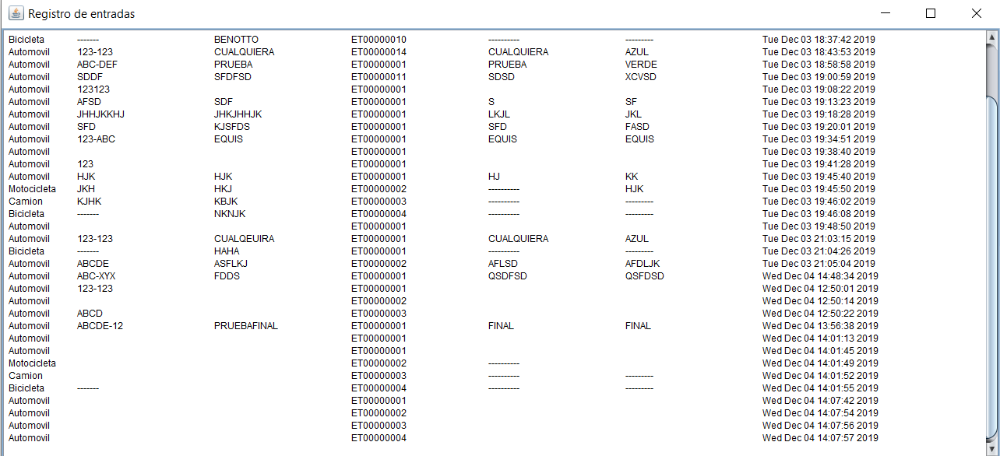 Registro de entradas
Bicicleta ------- BENOTTO ET00000010 ---------- --------- Tue Dec 03 18:37:42 2019
Automovil 123-123 CUALQUIERA ET00000014 CUALQUIERA AZUL Tue Dec 03 18:43:53 2019
Automovil ABC-DEF PRUEBA ET00000001 PRUEBA VERDE Tue Dec 03 18:58:58 2019
Automovil SDDF SFDFSD ET00000011 SDSD XCVSD Tue Dec 03 19:00:59 2019
Automovil 123123 ET00000001 Tue Dec 03 19:08:22 2019
Automovil AFSD SDF ET00000001 S SF Tue Dec 03 19:13:23 2019
Automovil JHHJKKHJ JHKJHHJK ET00000001 LKJL JKL Tue Dec 03 19:18:28 2019
Automovil SFD KJSFDS ET00000001 SFD FASD Tue Dec 03 19:20:01 2019
Automovil 123-ABC EQUIS ET00000001 EQUIS EQUIS Tue Dec 03 19:34:51 2019
Automovil ET00000001 Tue Dec 03 19:38:40 2019
Automovil 123 ET00000001 Tue Dec 03 19:41:28 2019
Automovil HJK HJK ET00000001 HJ KK Tue Dec 03 19:45:40 2019
Motocicleta JKH HKJ ET00000002 ---------- HJK Tue Dec 03 19:45:50 2019
Camion KJHK KBJK ET00000003 ---------- --------- Tue Dec 03 19:46:02 2019
Bicicleta ------- NKNJK ET00000004 ---------- --------- Tue Dec 03 19:46:08 2019
Automovil ET00000001 Tue Dec 03 19:48:50 2019
Automovil 123-123 CUALQEUIRA ET00000001 CUALQUIERA AZUL Tue Dec 03 21:03:15 2019
Bicicleta ------- HAHA ET00000001 ---------- --------- Tue Dec 03 21:04:26 2019
Automovil ABCDE ASFLKJ ET00000002 AFLSD AFDLJK Tue Dec 03 21:05:04 2019
Automovil ABC-XYX FDDS ET00000001 QSDFSD QSFDSD Wed Dec 04 14:48:34 2019
Automovil 123-123 ET00000001 Wed Dec 04 12:50:01 2019
Automovil ET00000002 Wed Dec 04 12:50:14 2019
Automovil ABCD ET00000003 Wed Dec 04 12:50:22 2019
Automovil ABCDE-12 PRUEBAFINAL ET00000001 FINAL FINAL Wed Dec 04 13:56:38 2019
Automovil ET00000001 Wed Dec 04 14:01:13 2019
Automovil ET00000001 Wed Dec 04 14:01:45 2019
Motocicleta ET00000002 ---------- Wed Dec 04 14:01:49 2019
Camion ET00000003 ---------- --------- Wed Dec 04 14:01:52 2019
Bicicleta ------- ET00000004 ---------- --------- Wed Dec 04 14:01:55 2019
Automovil ET00000001 Wed Dec 04 14:07:42 2019
Automovil ET00000002 Wed Dec 04 14:07:54 2019
Automovil ET00000003 Wed Dec 04 14:07:56 2019
Automovil ET00000004 Wed Dec 04 14:07:57 2019